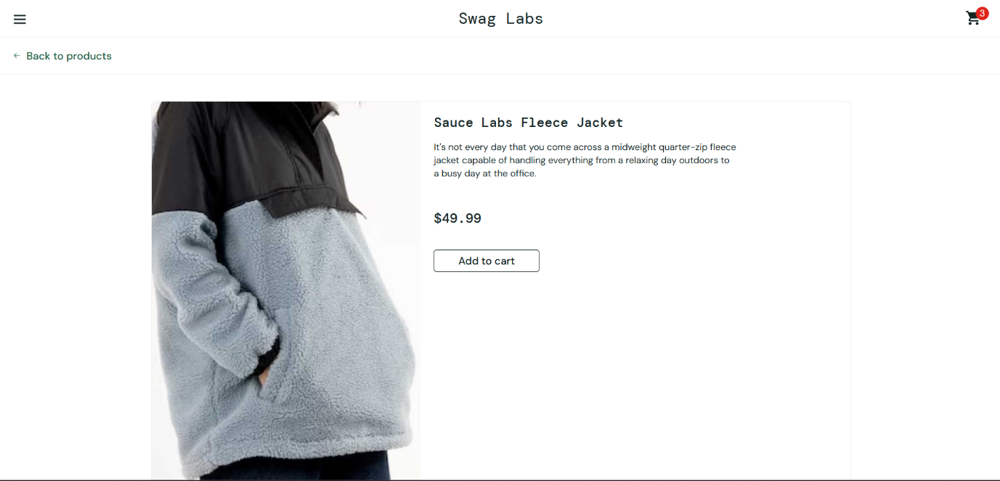 Swag Labs
3
Back to products
Sauce Labs Fleece Jacket
It's not every day that you come across a midweight quarter-zip fleece
jacket capable of handling everything from a relaxing day outdoors to
a busy day at the office.
$49.99
Add to cart